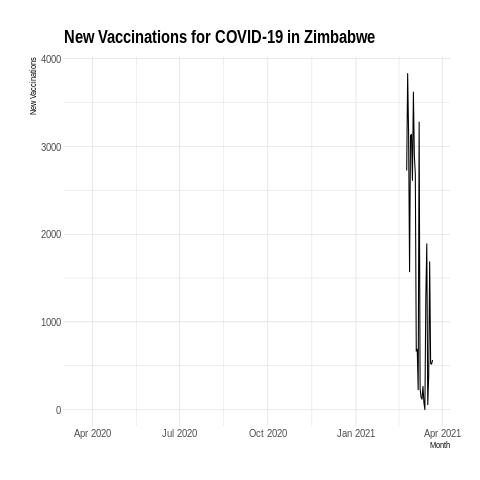 New Vaccinations for COVID-19 in Zimbabwe
New Vaccinations
4000
3000
2000
1000
0
Apr 2020 Jul 2020 Oct 2020 Jan 2021 Apr 2021
Month